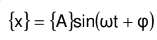 {x} = {A}sin(ωt + φ)